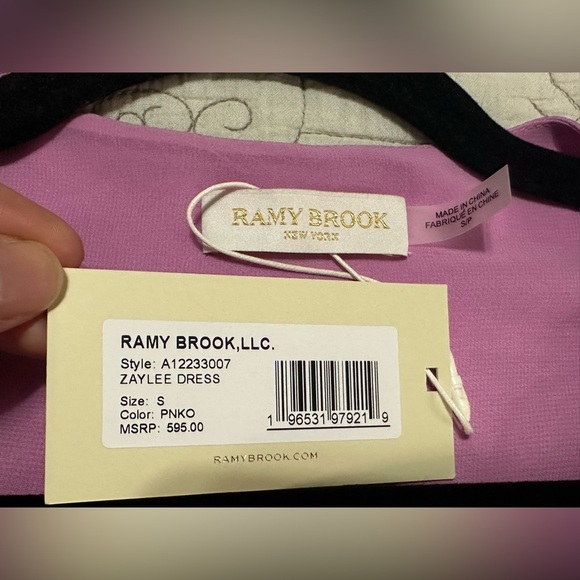 RAMY BROOK
NEW YORK
MADE IN CHINA
FABRIQUÉ EN CHINE
S/P
RAMY BROOK,LLC.
Style: A12233007
ZAYLEE DRESS
Size: S
Color: PNKO
MSRP: 595.00
1 96531 97921 9
RAMYBROOK.COM